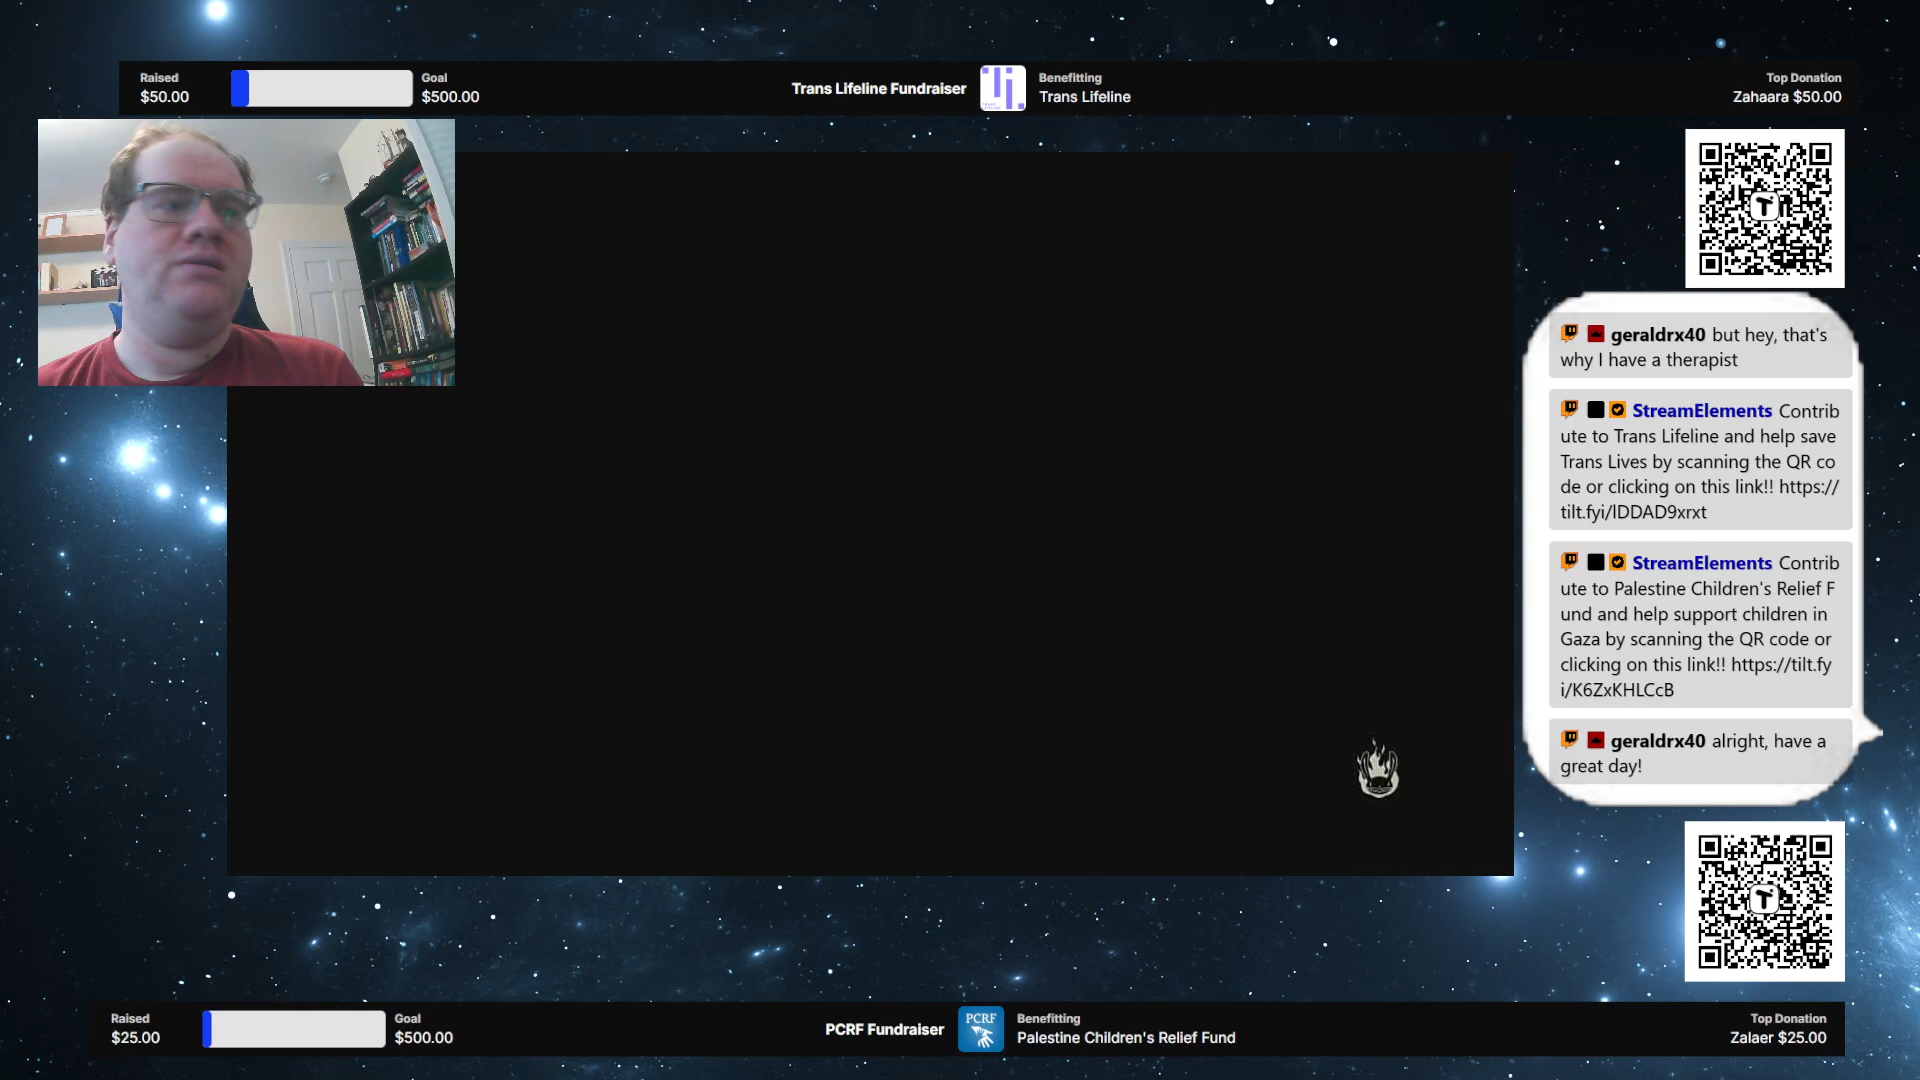 Raised
$50.00
Goal
$500.00
Trans Lifeline Fundraiser
Benefitting
Trans Lifeline
Top Donation
Zahaara $50.00
geraldrx40 but hey, that's
why I have a therapist
StreamElements Contrib
ute to Trans Lifeline and help save
Trans Lives by scanning the QR co
de or clicking on this link!! https://
tilt.fyi/lDDAD9xrxt
StreamElements Contrib
ute to Palestine Children's Relief F
und and help support children in
Gaza by scanning the QR code or
clicking on this link!! https://tilt.fy
i/K6ZxKHLCcB
geraldrx40 alright, have a
great day!
Raised
$25.00
Goal
$500.00
PCRF Fundraiser
PCRF
Benefitting
Palestine Children's Relief Fund
Top Donation
Zalaer $25.00